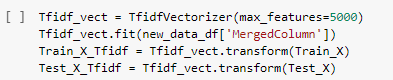 [ ] Tfidf_vect = TfidfVectorizer(max_features=5000)
Tfidf_vect.fit(new_data_df['MergedColumn'])
Train_X_Tfidf = Tfidf_vect.transform(Train_X)
Test_X_Tfidf = Tfidf_vect.transform(Test_X)